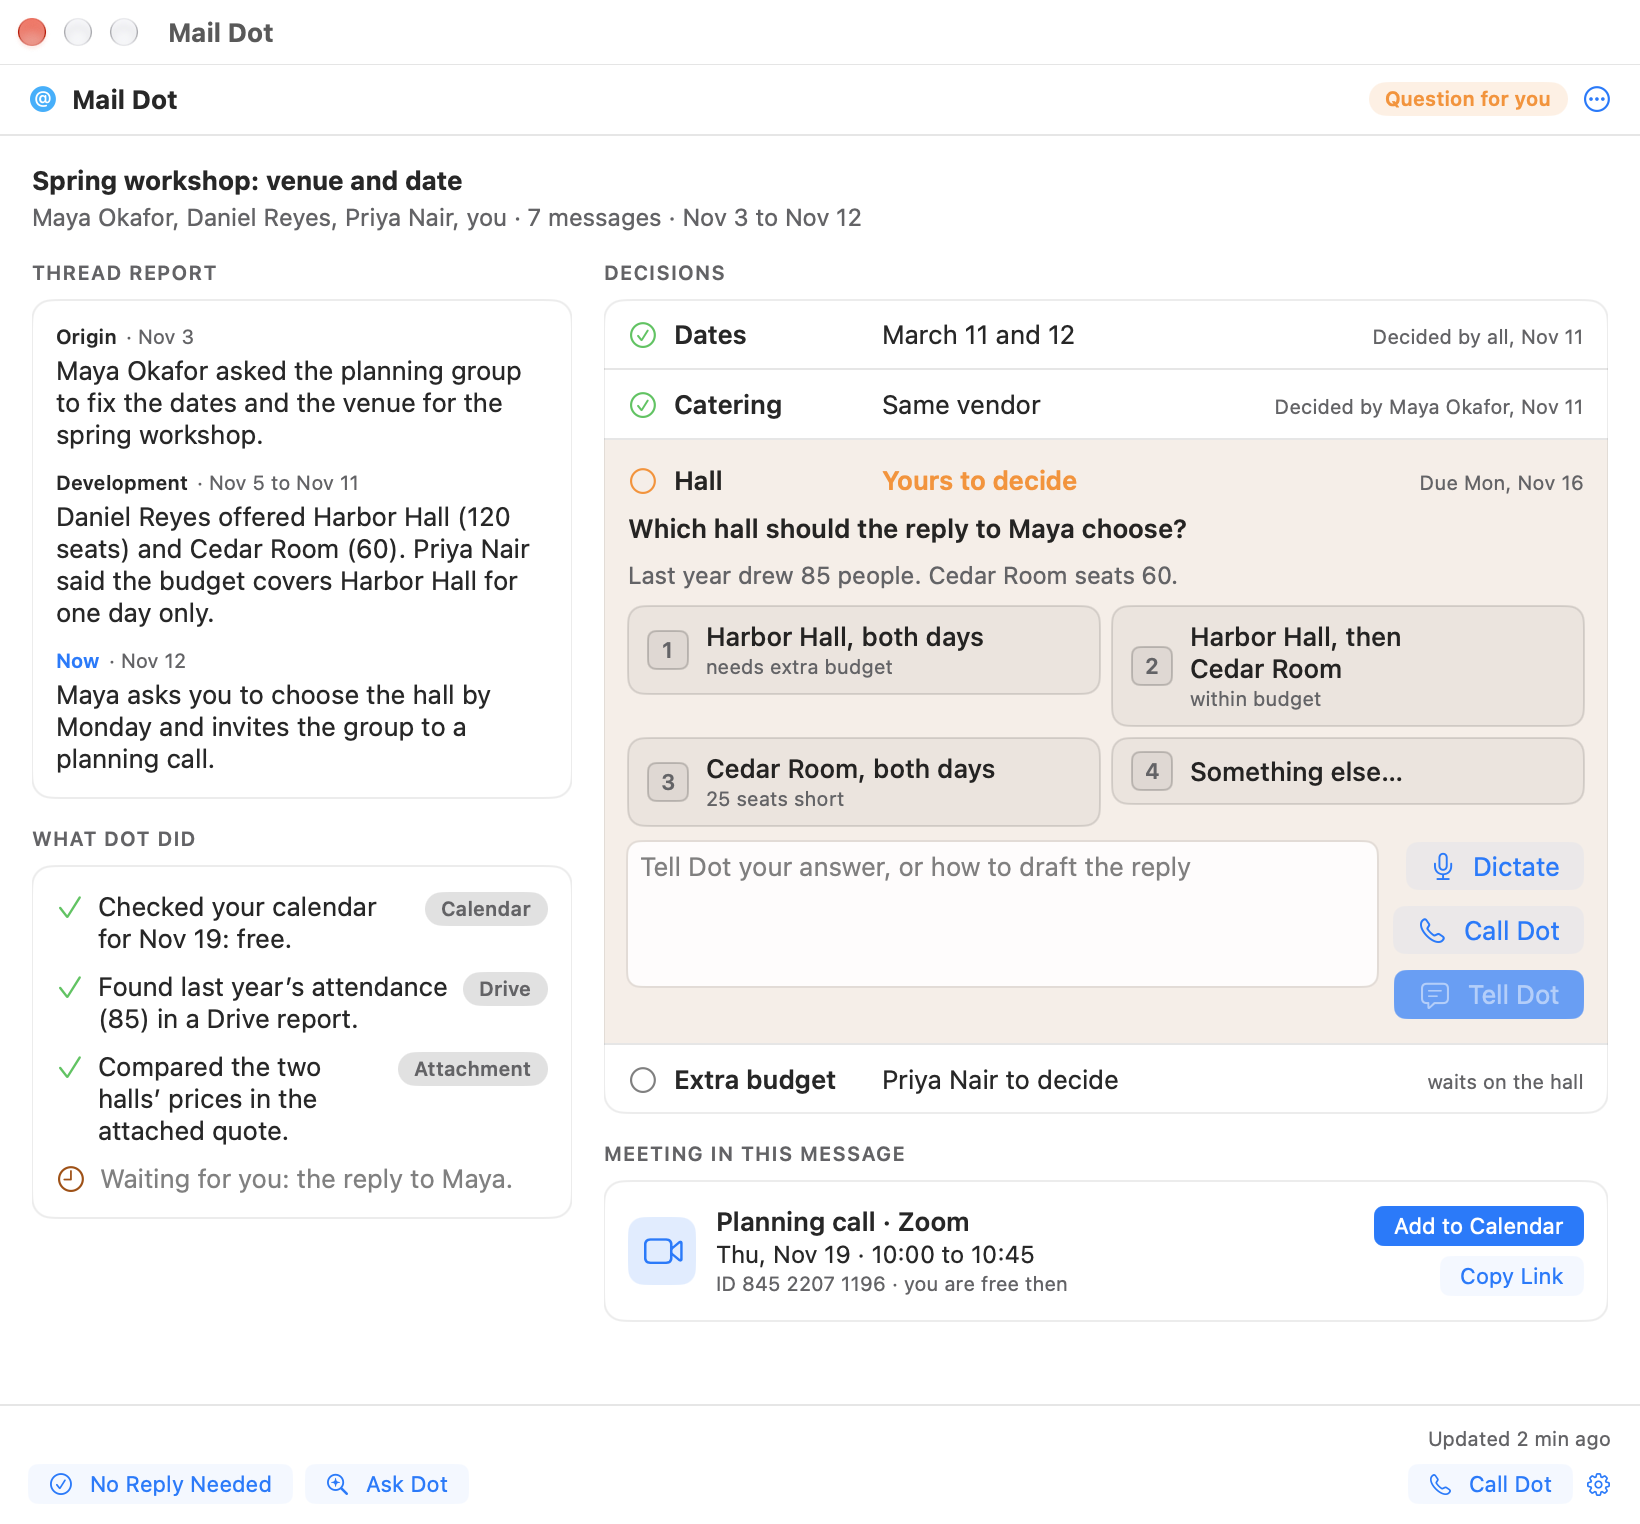 Mail Dot
@ Mail Dot
Question for you
Spring workshop: venue and date
Maya Okafor, Daniel Reyes, Priya Nair, you · 7 messages · Nov 3 to Nov 12
THREAD REPORT
Origin · Nov 3
Maya Okafor asked the planning group
to fix the dates and the venue for the
spring workshop.
Development · Nov 5 to Nov 11
Daniel Reyes offered Harbor Hall (120
seats) and Cedar Room (60). Priya Nair
said the budget covers Harbor Hall for
one day only.
Now · Nov 12
Maya asks you to choose the hall by
Monday and invites the group to a
planning call.
WHAT DOT DID
Checked your calendar
for Nov 19: free.
Calendar
Found last year’s attendance
(85) in a Drive report.
Drive
Compared the two
halls’ prices in the
attached quote.
Attachment
Waiting for you: the reply to Maya.
DECISIONS
Dates March 11 and 12 Decided by all, Nov 11
Catering Same vendor Decided by Maya Okafor, Nov 11
Hall Yours to decide Due Mon, Nov 16
Which hall should the reply to Maya choose?
Last year drew 85 people. Cedar Room seats 60.
1 Harbor Hall, both days
needs extra budget
2 Harbor Hall, then
Cedar Room
within budget
3 Cedar Room, both days
25 seats short
4 Something else...
Tell Dot your answer, or how to draft the reply
Dictate
Call Dot
Tell Dot
Extra budget Priya Nair to decide waits on the hall
MEETING IN THIS MESSAGE
Planning call · Zoom
Thu, Nov 19 · 10:00 to 10:45
ID 845 2207 1196 · you are free then
Add to Calendar
Copy Link
Updated 2 min ago
No Reply Needed
Ask Dot
Call Dot